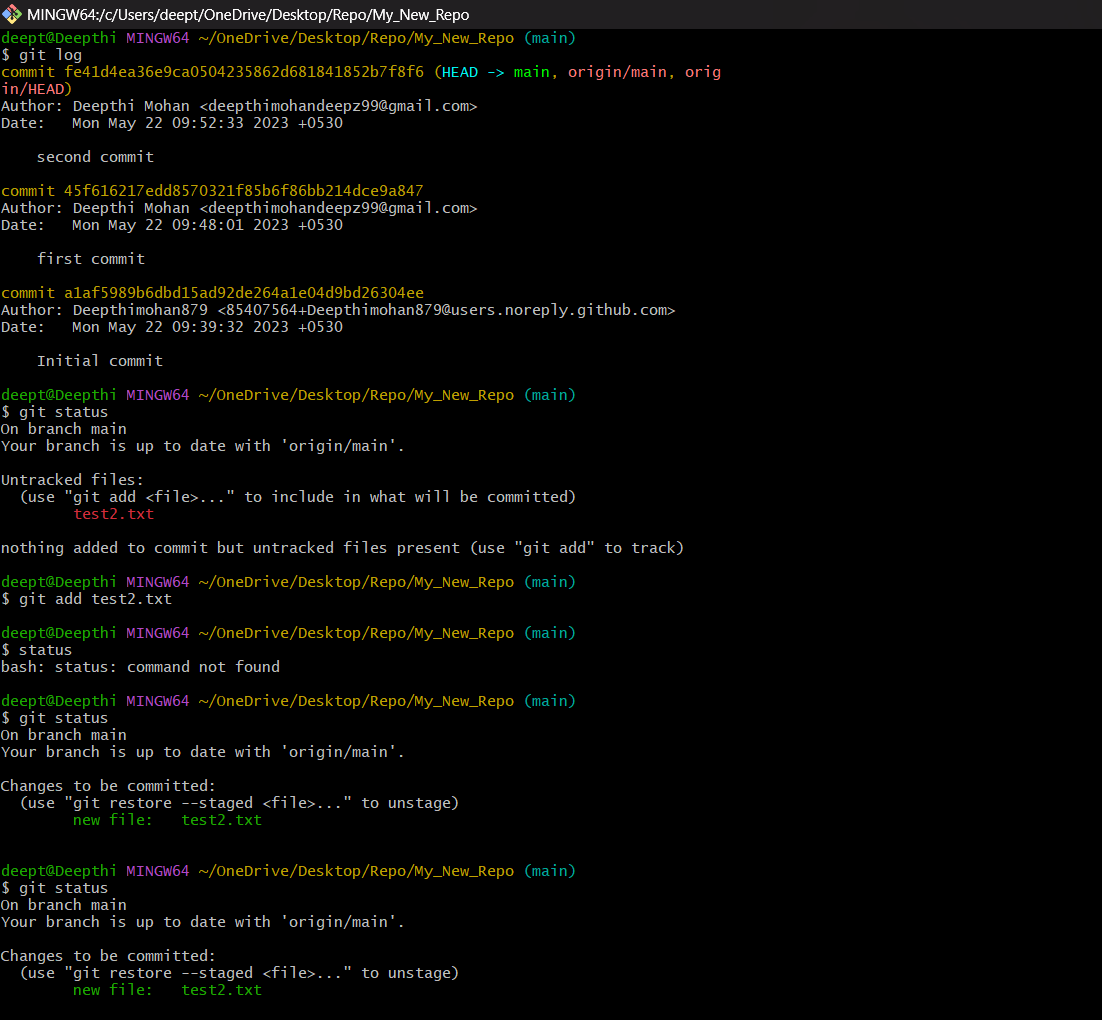 MINGW64:/c/Users/deept/OneDrive/Desktop/Repo/My_New_Repo
deept@Deepthi MINGW64 ~/OneDrive/Desktop/Repo/My_New_Repo (main)
$ git log
commit fe41d4ea36e9ca0504235862d681841852b7f8f6 (HEAD -> main, origin/main, orig
in/HEAD)
Author: Deepthi Mohan <deepthimohandeepz99@gmail.com>
Date:   Mon May 22 09:52:33 2023 +0530

    second commit

commit 45f616217edd8570321f85b6f86bb214dce9a847
Author: Deepthi Mohan <deepthimohandeepz99@gmail.com>
Date:   Mon May 22 09:48:01 2023 +0530

    first commit

commit a1af5989b6dbd15ad92de264a1e04d9bd26304ee
Author: Deepthimohan879 <85407564+Deepthimohan879@users.noreply.github.com>
Date:   Mon May 22 09:39:32 2023 +0530

    Initial commit

deept@Deepthi MINGW64 ~/OneDrive/Desktop/Repo/My_New_Repo (main)
$ git status
On branch main
Your branch is up to date with 'origin/main'.

Untracked files:
  (use "git add <file>..." to include in what will be committed)
        test2.txt

nothing added to commit but untracked files present (use "git add" to track)

deept@Deepthi MINGW64 ~/OneDrive/Desktop/Repo/My_New_Repo (main)
$ git add test2.txt

deept@Deepthi MINGW64 ~/OneDrive/Desktop/Repo/My_New_Repo (main)
$ status
bash: status: command not found

deept@Deepthi MINGW64 ~/OneDrive/Desktop/Repo/My_New_Repo (main)
$ git status
On branch main
Your branch is up to date with 'origin/main'.

Changes to be committed:
  (use "git restore --staged <file>..." to unstage)
        new file:   test2.txt


deept@Deepthi MINGW64 ~/OneDrive/Desktop/Repo/My_New_Repo (main)
$ git status
On branch main
Your branch is up to date with 'origin/main'.

Changes to be committed:
  (use "git restore --staged <file>..." to unstage)
        new file:   test2.txt